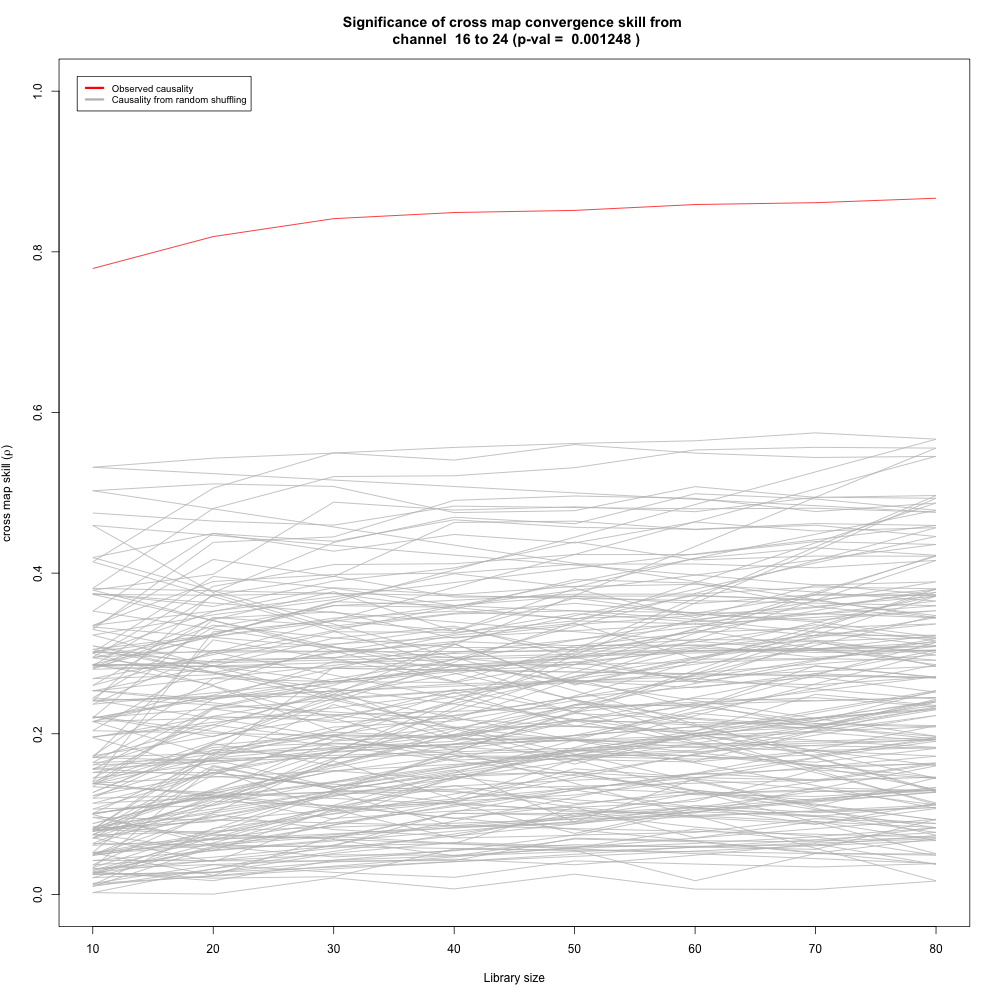 Significance of cross map convergence skill from
channel 16 to 24 (p-val = 0.001248 )
Observed causality
Causality from random shuffling
cross map skill (ρ)
1.0
0.8
0.6
0.4
0.2
0.0
10 20 30 40 50 60 70 80
Library size